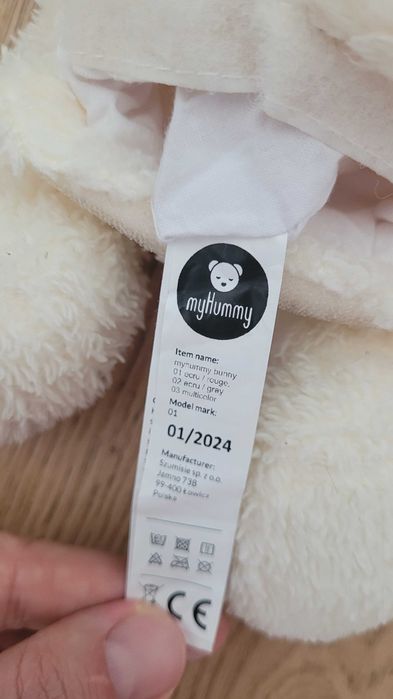 myHummy
Item name:
myhummy bunny
01 ecru / rouge,
02 ecru / grey
03 multicolor
Model mark:
01
01/2024
Manufacturer:
Szumisie sp. z o.o.
Jamno 73B
99-400 Łowicz
Polska
CE